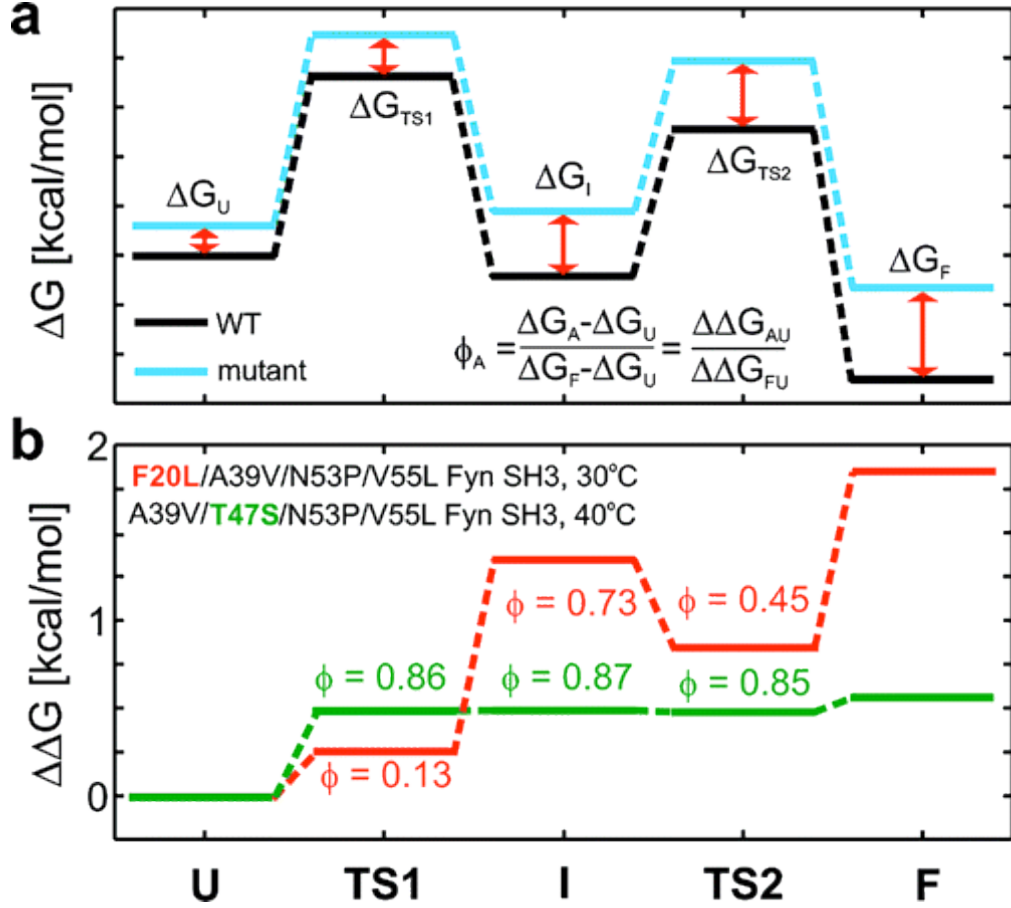 a
ΔG [kcal/mol]
ΔG_U
ΔG_TS1
ΔG_I
ΔG_TS2
ΔG_F
WT
mutant
ϕ_A = (ΔG_A-ΔG_U)/(ΔG_F-ΔG_U) = ΔΔG_AU/ΔΔG_FU
b
ΔΔG [kcal/mol]
2
1
0
F20L/A39V/N53P/V55L Fyn SH3, 30°C
A39V/T47S/N53P/V55L Fyn SH3, 40°C
ϕ = 0.73
ϕ = 0.45
ϕ = 0.86
ϕ = 0.87
ϕ = 0.85
ϕ = 0.13
U
TS1
I
TS2
F